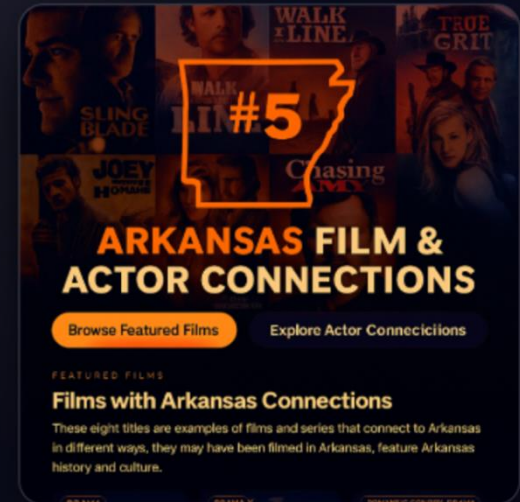 WALK
THE LINE
TRUE
GRIT
SLING
BLADE
WALK
#5
JOEY
Chasing
AMY
ARKANSAS FILM &
ACTOR CONNECTIONS
Browse Featured Films
Explore Actor Conneciciions
FEATURED FILMS
Films with Arkansas Connections
These eight titles are examples of films and series that connect to Arkansas
in different ways, they may have been filmed in Arkansas, feature Arkansas
history and culture.